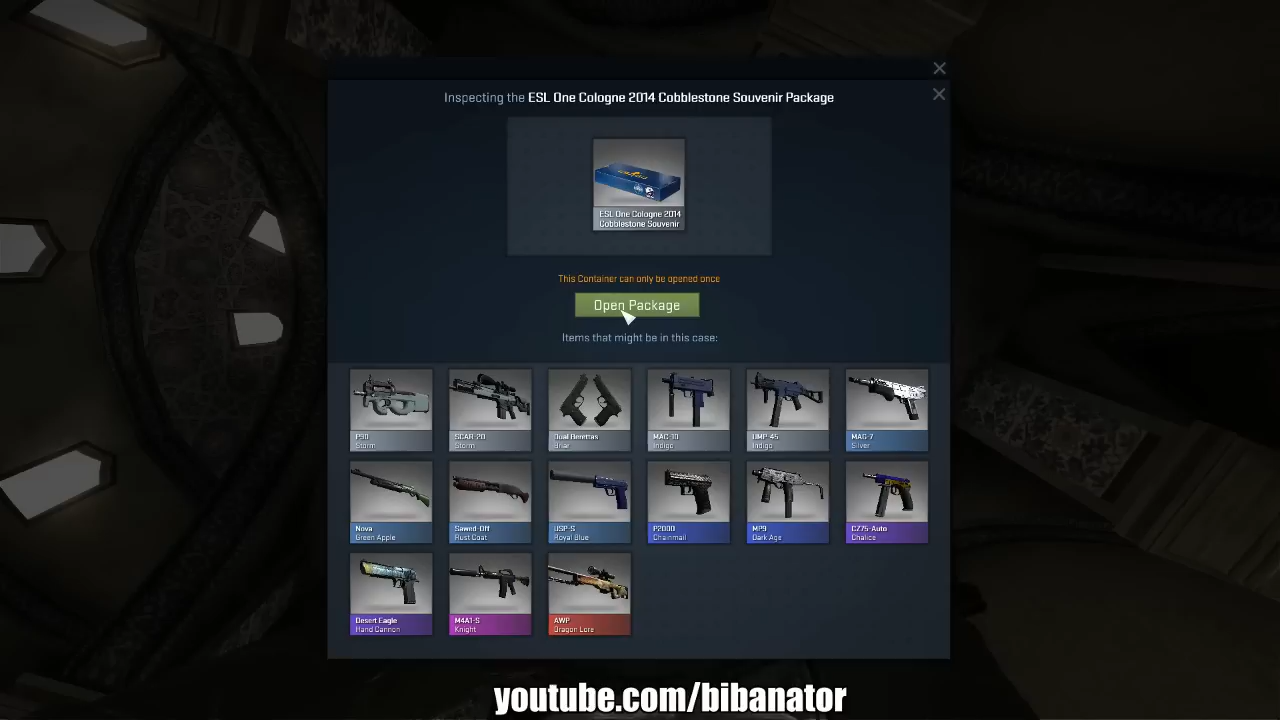 Inspecting the ESL One Cologne 2014 Cobblestone Souvenir Package
ESL One Cologne 2014
Cobblestone Souvenir
This Container can only be opened once
Open Package
Items that might be in this case:
P90
Storm
SCAR-20
Storm
Dual Berettas
Briar
MAC-10
Indigo
UMP-45
Indigo
MAG-7
Silver
Nova
Green Apple
Sawed-Off
Rust Coat
USP-S
Royal Blue
P2000
Chainmail
MP9
Dark Age
CZ75-Auto
Chalice
Desert Eagle
Hand Cannon
M4A1-S
Knight
AWP
Dragon Lore
youtube.com/bibanator